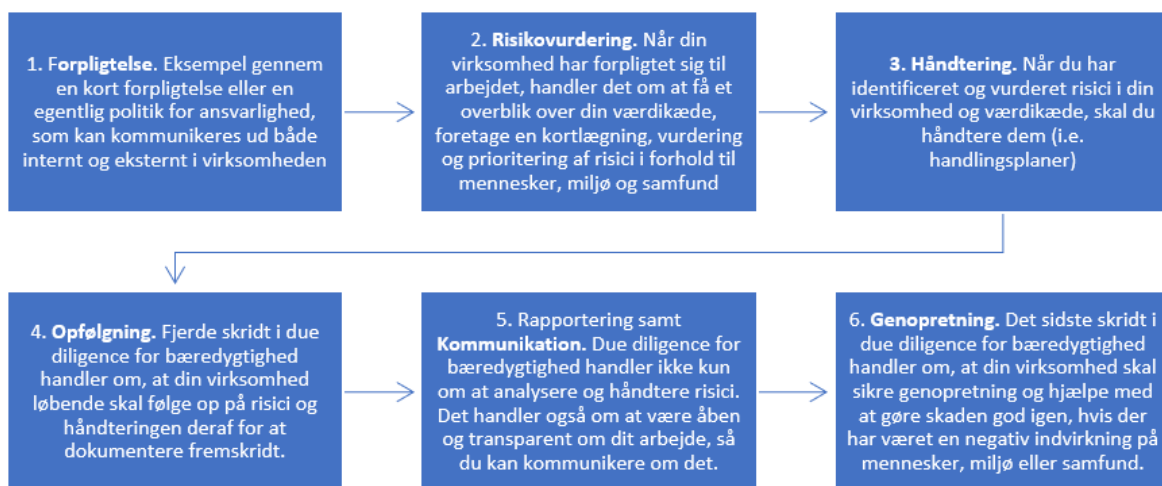 1. Forpligtelse. Eksempel gennem
en kort forpligtelse eller en
egentlig politik for ansvarlighed,
som kan kommunikeres ud både
internt og eksternt i virksomheden
2. Risikovurdering. Når din
virksomhed har forpligtet sig til
arbejdet, handler det om at få et
overblik over din værdikæde,
foretage en kortlægning, vurdering
og prioritering af risici i forhold til
mennesker, miljø og samfund
3. Håndtering. Når du har
identificeret og vurderet risici i din
virksomhed og værdikæde, skal du
håndtere dem (i.e.
handlingsplaner)
4. Opfølgning. Fjerde skridt i due
diligence for bæredygtighed
handler om, at din virksomhed
løbende skal følge op på risici og
håndteringen deraf for at
dokumentere fremskridt.
5. Rapportering samt
Kommunikation. Due diligence for
bæredygtighed handler ikke kun
om at analysere og håndtere risici.
Det handler også om at være åben
og transparent om dit arbejde, så
du kan kommunikere om det.
6. Genopretning. Det sidste skridt i
due diligence for bæredygtighed
handler om, at din virksomhed skal
sikre genopretning og hjælpe med
at gøre skaden god igen, hvis der
har været en negativ indvirkning på
mennesker, miljø eller samfund.